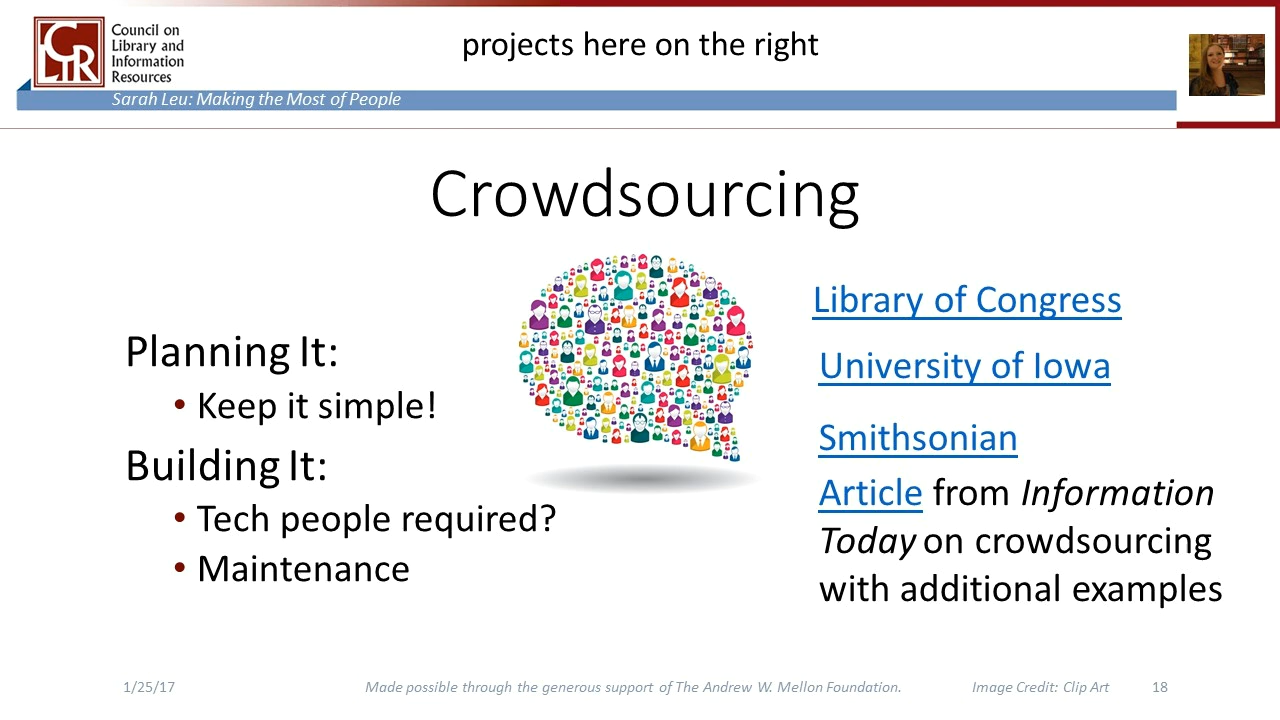 CLIR
Council on
Library and
Information
Resources
projects here on the right
Sarah Leu: Making the Most of People
Crowdsourcing
Planning It:
• Keep it simple!
Building It:
• Tech people required?
• Maintenance
Library of Congress
University of Iowa
Smithsonian
Article from Information
Today on crowdsourcing
with additional examples
1/25/17
Made possible through the generous support of The Andrew W. Mellon Foundation.
Image Credit: Clip Art
18